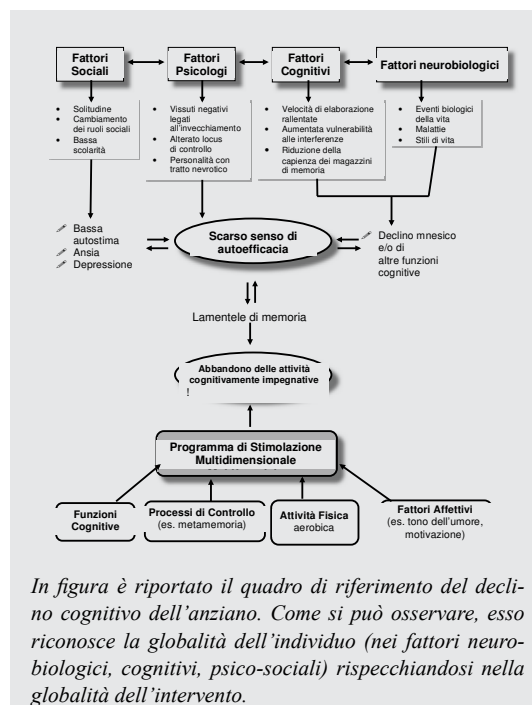 Fattori
Sociali
Fattori
Psicologi
Fattori
Cognitivi
Fattori neurobiologici
• Solitudine
• Cambiamento
dei ruoli sociali
• Bassa
scolarità
• Vissuti negativi
legati
all'invecchiamento
• Alterato locus
di controllo
• Personalità con
tratto nevrotico
• Velocità di elaborazione
rallentate
• Aumentata vulnerabilità
alle interferenze
• Riduzione della
capienza dei magazzini
di memoria
• Eventi biologici
della vita
• Malattie
• Stili di vita
Bassa
autostima
Ansia
Depressione
Scarso senso di
autoefficacia
Declino mnesico
e/o di
altre funzioni
cognitive
Lamentele di memoria
Abbandono delle attività
cognitivamente impegnative
!
Programma di Stimolazione
Multidimensionale
Funzioni
Cognitive
Processi di Controllo
(es. metamemoria)
Attività Fisica
aerobica
Fattori Affettivi
(es. tono dell'umore,
motivazione)
In figura è riportato il quadro di riferimento del decli-
no cognitivo dell'anziano. Come si può osservare, esso
riconosce la globalità dell'individuo (nei fattori neuro-
biologici, cognitivi, psico-sociali) rispecchiandosi nella
globalità dell'intervento.